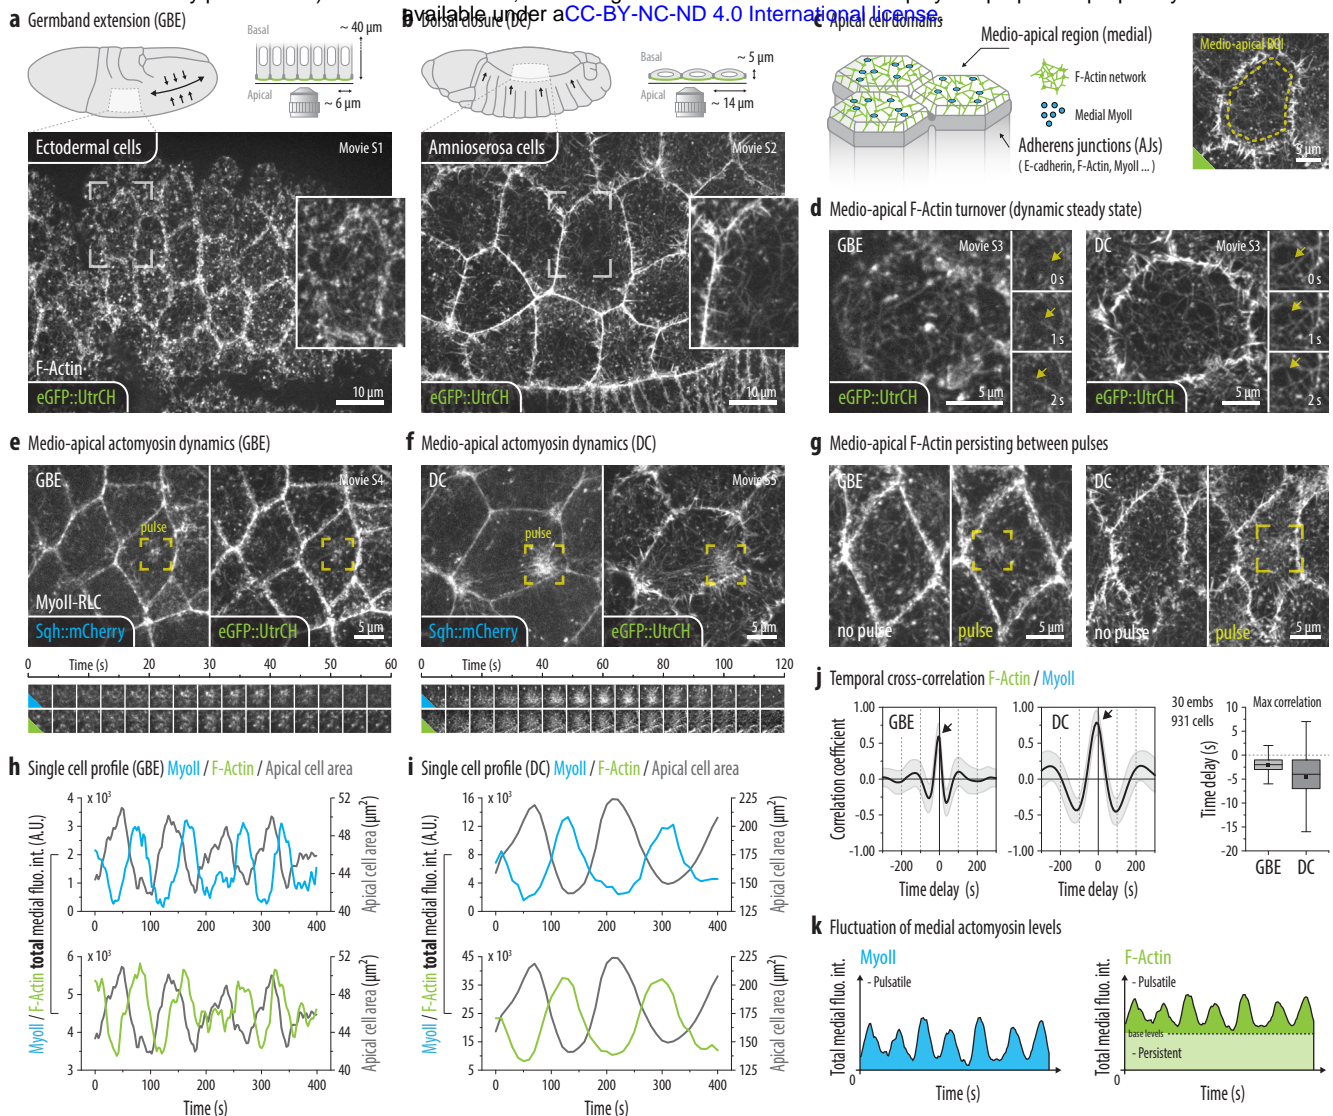 available under aCC-BY-NC-ND 4.0 International license.
a Germband extension (GBE)
Basal
Apical
~ 40 µm
~ 6 µm
b Dorsal closure (DC)
Basal
Apical
~ 5 µm
~ 14 µm
c Apical cell domains
Medio-apical region (medial)
F-Actin network
Medial MyoII
Adherens junctions (AJs)
( E-cadherin, F-Actin, MyoII ... )
Medio-apical ROI
5 µm
Ectodermal cells
Movie S1
F-Actin
eGFP::UtrCH
10 µm
Amnioserosa cells
Movie S2
eGFP::UtrCH
10 µm
d Medio-apical F-Actin turnover (dynamic steady state)
GBE
Movie S3
0 s
1 s
2 s
eGFP::UtrCH
5 µm
DC
Movie S3
0 s
1 s
2 s
eGFP::UtrCH
5 µm
e Medio-apical actomyosin dynamics (GBE)
GBE
Movie S4
pulse
MyoII-RLC
Sqh::mCherry
eGFP::UtrCH
5 µm
0 Time (s) 20 30 40 50 60
f Medio-apical actomyosin dynamics (DC)
DC
Movie S5
pulse
Sqh::mCherry
eGFP::UtrCH
5 µm
0 Time (s) 40 60 80 100 120
g Medio-apical F-Actin persisting between pulses
GBE
no pulse
pulse
5 µm
DC
no pulse
pulse
5 µm
h Single cell profile (GBE) MyoII / F-Actin / Apical cell area
MyoII / F-Actin total medial fluo. int. (A.U.)
x 10³
4
3
2
1
0
52
48
44
40
Apical cell area (µm²)
0 100 200 300 400
x 10³
6
5
4
3
52
48
44
40
Apical cell area (µm²)
0 100 200 300 400
Time (s)
i Single cell profile (DC) MyoII / F-Actin / Apical cell area
MyoII / F-Actin total medial fluo. int. (A.U.)
x 10³
16
12
8
4
0
225
200
175
150
125
Apical cell area (µm²)
0 100 200 300 400
x 10³
45
35
25
15
5
225
200
175
150
125
Apical cell area (µm²)
0 100 200 300 400
Time (s)
j Temporal cross-correlation F-Actin / MyoII
Correlation coefficient
1.00
0.5
0.0
-0.5
-1.00
GBE
-200 0 200
Time delay (s)
1.00
0.5
0.0
-0.5
-1.00
DC
-200 0 200
Time delay (s)
30 embs
931 cells
Max correlation
Time delay (s)
10
5
0
-5
-10
-15
-20
GBE DC
k Fluctuation of medial actomyosin levels
MyoII
Total medial fluo. int.
- Pulsatile
0
Time (s)
F-Actin
Total medial fluo. int.
- Pulsatile
base levels
- Persistent
0
Time (s)